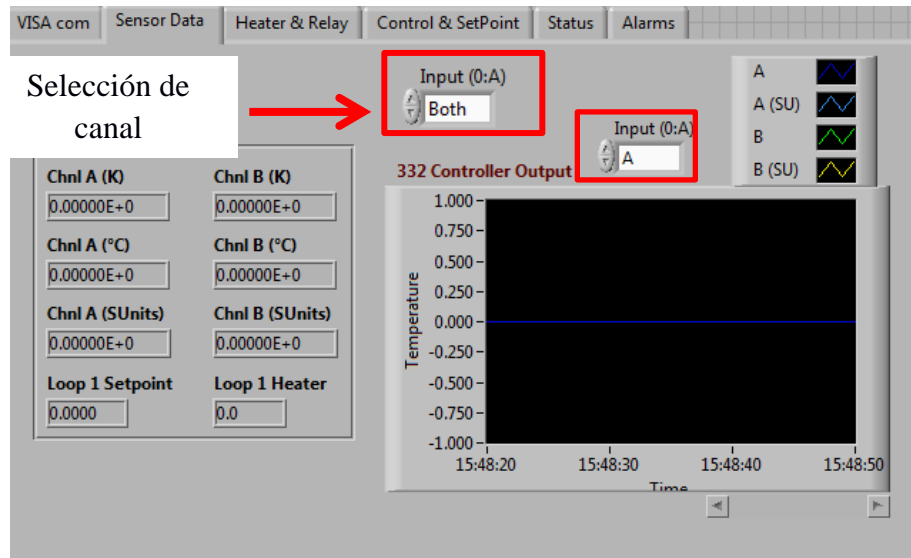 VISA com Sensor Data Heater & Relay Control & SetPoint Status Alarms
Selección de
canal
Input (0:A)
Both
Input (0:A)
A
A
A (SU)
B
B (SU)
Chnl A (K) Chnl B (K)
0.00000E+0 0.00000E+0
Chnl A (°C) Chnl B (°C)
0.00000E+0 0.00000E+0
Chnl A (SUnits) Chnl B (SUnits)
0.00000E+0 0.00000E+0
Loop 1 Setpoint Loop 1 Heater
0.0000 0.0
332 Controller Output
Temperature
1.000
0.750
0.500
0.250
0.000
-0.250
-0.500
-0.750
-1.000
15:48:20 15:48:30 15:48:40 15:48:50
Time